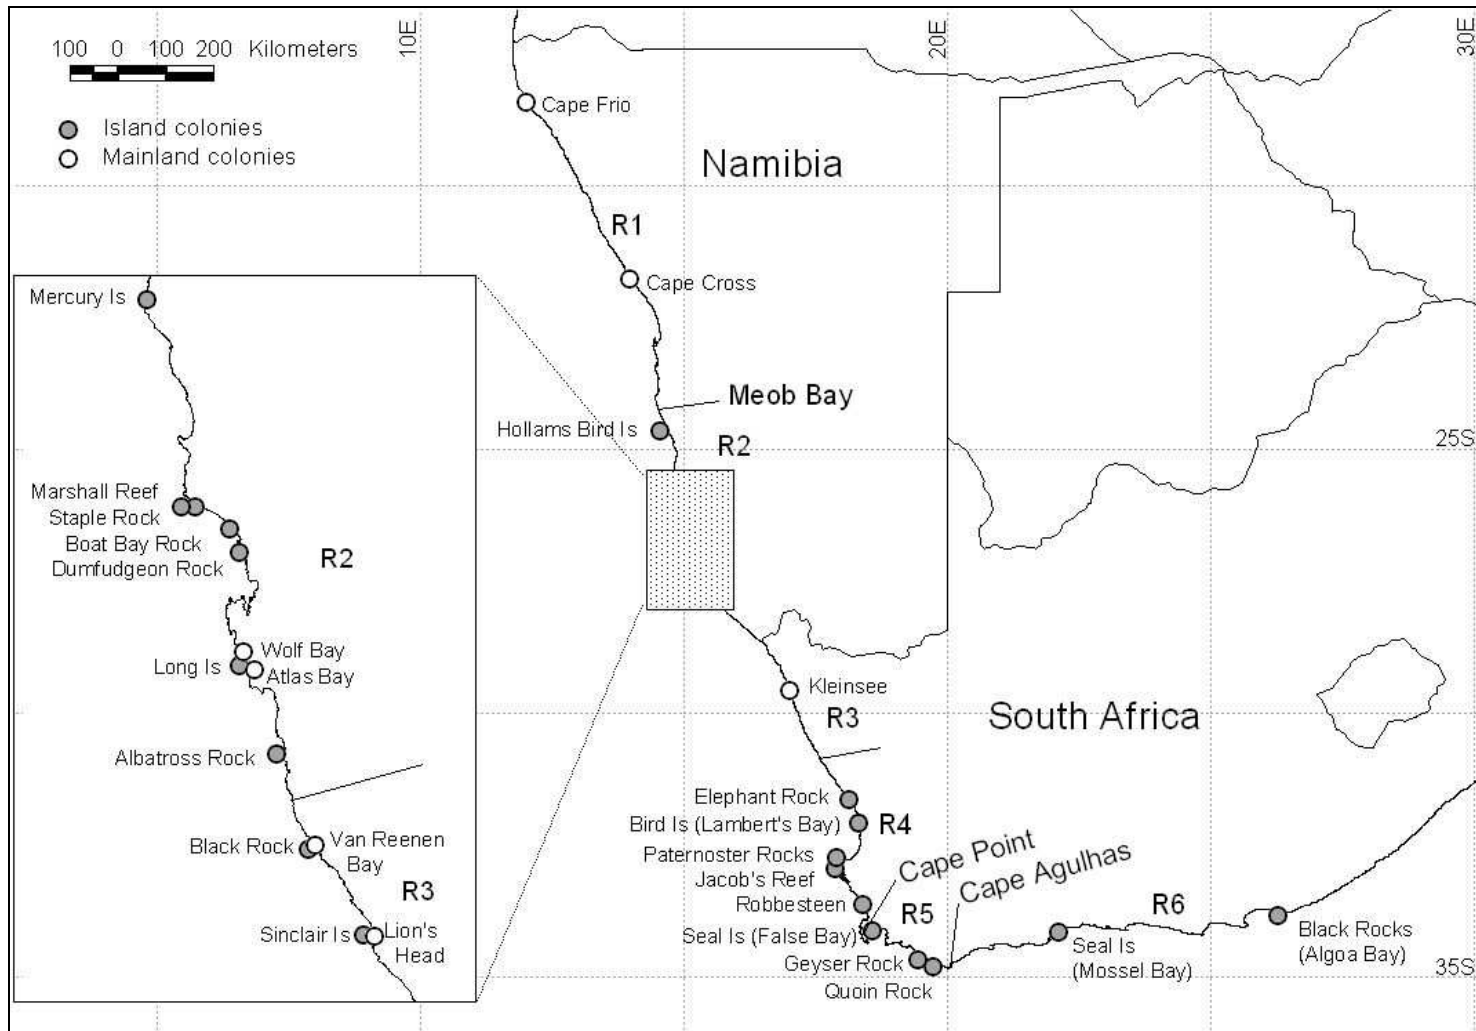 10E
20E
30E
100 0 100 200 Kilometers
Island colonies
Mainland colonies
Cape Frio
Namibia
R1
Cape Cross
Meob Bay
Hollams Bird Is
R2
25S
Mercury Is
Marshall Reef
Staple Rock
Boat Bay Rock
Dumfudgeon Rock
R2
Wolf Bay
Long Is
Atlas Bay
Albatross Rock
Black Rock
Van Reenen
Bay
R3
Sinclair Is
Lion's
Head
Kleinsee
R3
South Africa
Elephant Rock
Bird Is (Lambert's Bay)
R4
Paternoster Rocks
Jacob's Reef
Robbesteen
Cape Point
Cape Agulhas
R5
Seal Is (False Bay)
Geyser Rock
Quoin Rock
R6
Seal Is
(Mossel Bay)
Black Rocks
(Algoa Bay)
35S